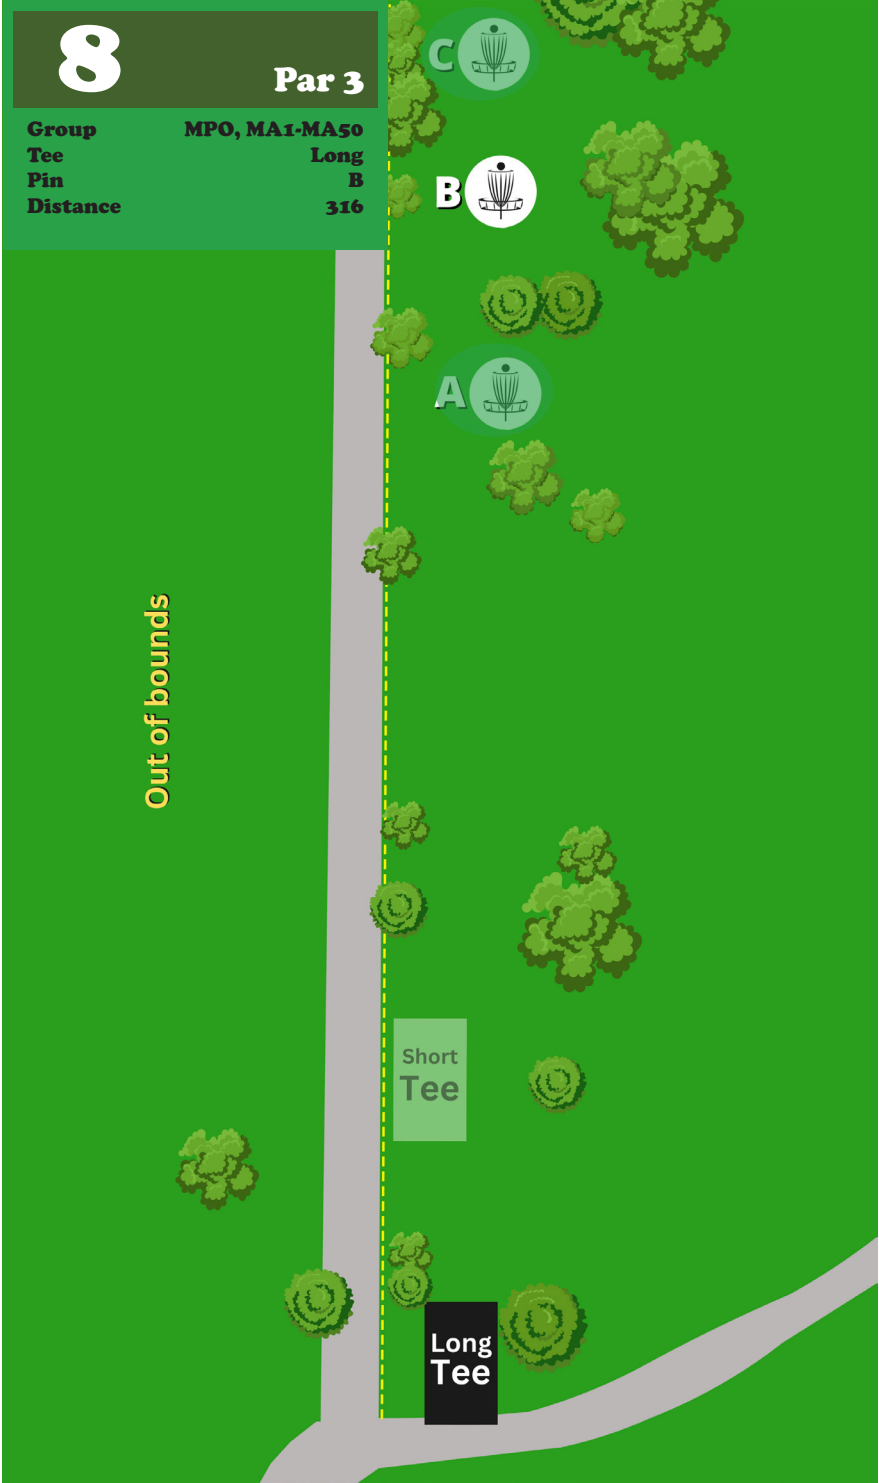 8
Par 3
Group MPO, MA1-MA50
Tee Long
Pin B
Distance 316
C
B
A
Out of bounds
Short
Tee
Long
Tee